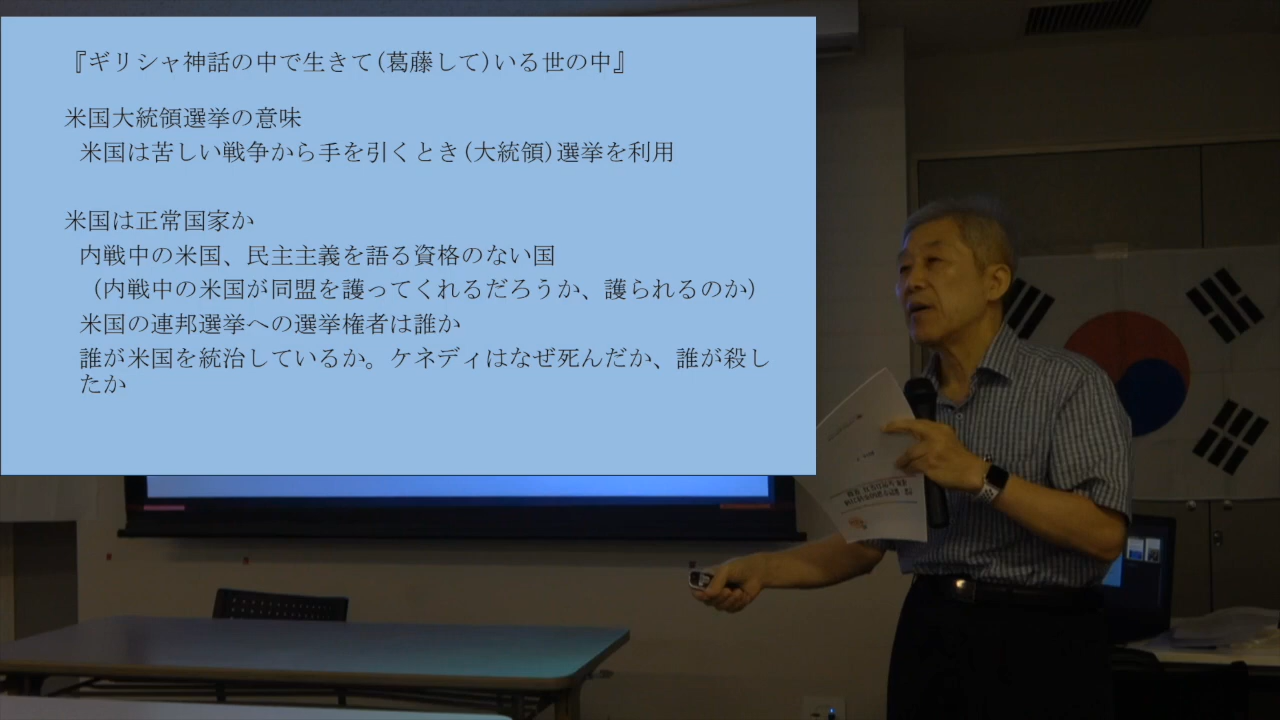 『ギリシャ神話の中で生きて(葛藤して)いる世の中』
米国大統領選挙の意味
米国は苦しい戦争から手を引くとき(大統領)選挙を利用
米国は正常国家か
内戦中の米国、民主主義を語る資格のない国
（内戦中の米国が同盟を護ってくれるだろうか、護られるのか）
米国の連邦選挙への選挙権者は誰か
誰が米国を統治しているか。ケネディはなぜ死んだか、誰が殺し
たか